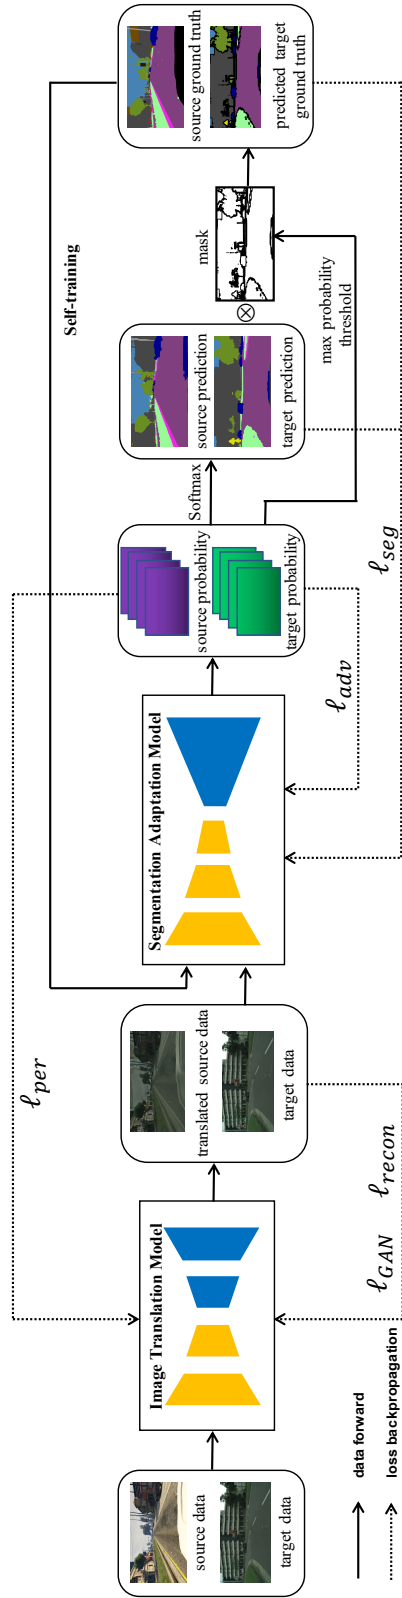 source data
target data
Image Translation Model
translated source data
target data
Segmentation Adaptation Model
source probability
target probability
Softmax
source prediction
target prediction
mask
max probability
threshold
source ground truth
predicted target
ground truth
Self-training
ℓper
ℓGAN ℓrecon
ℓadv
ℓseg
data forward
loss backpropagation